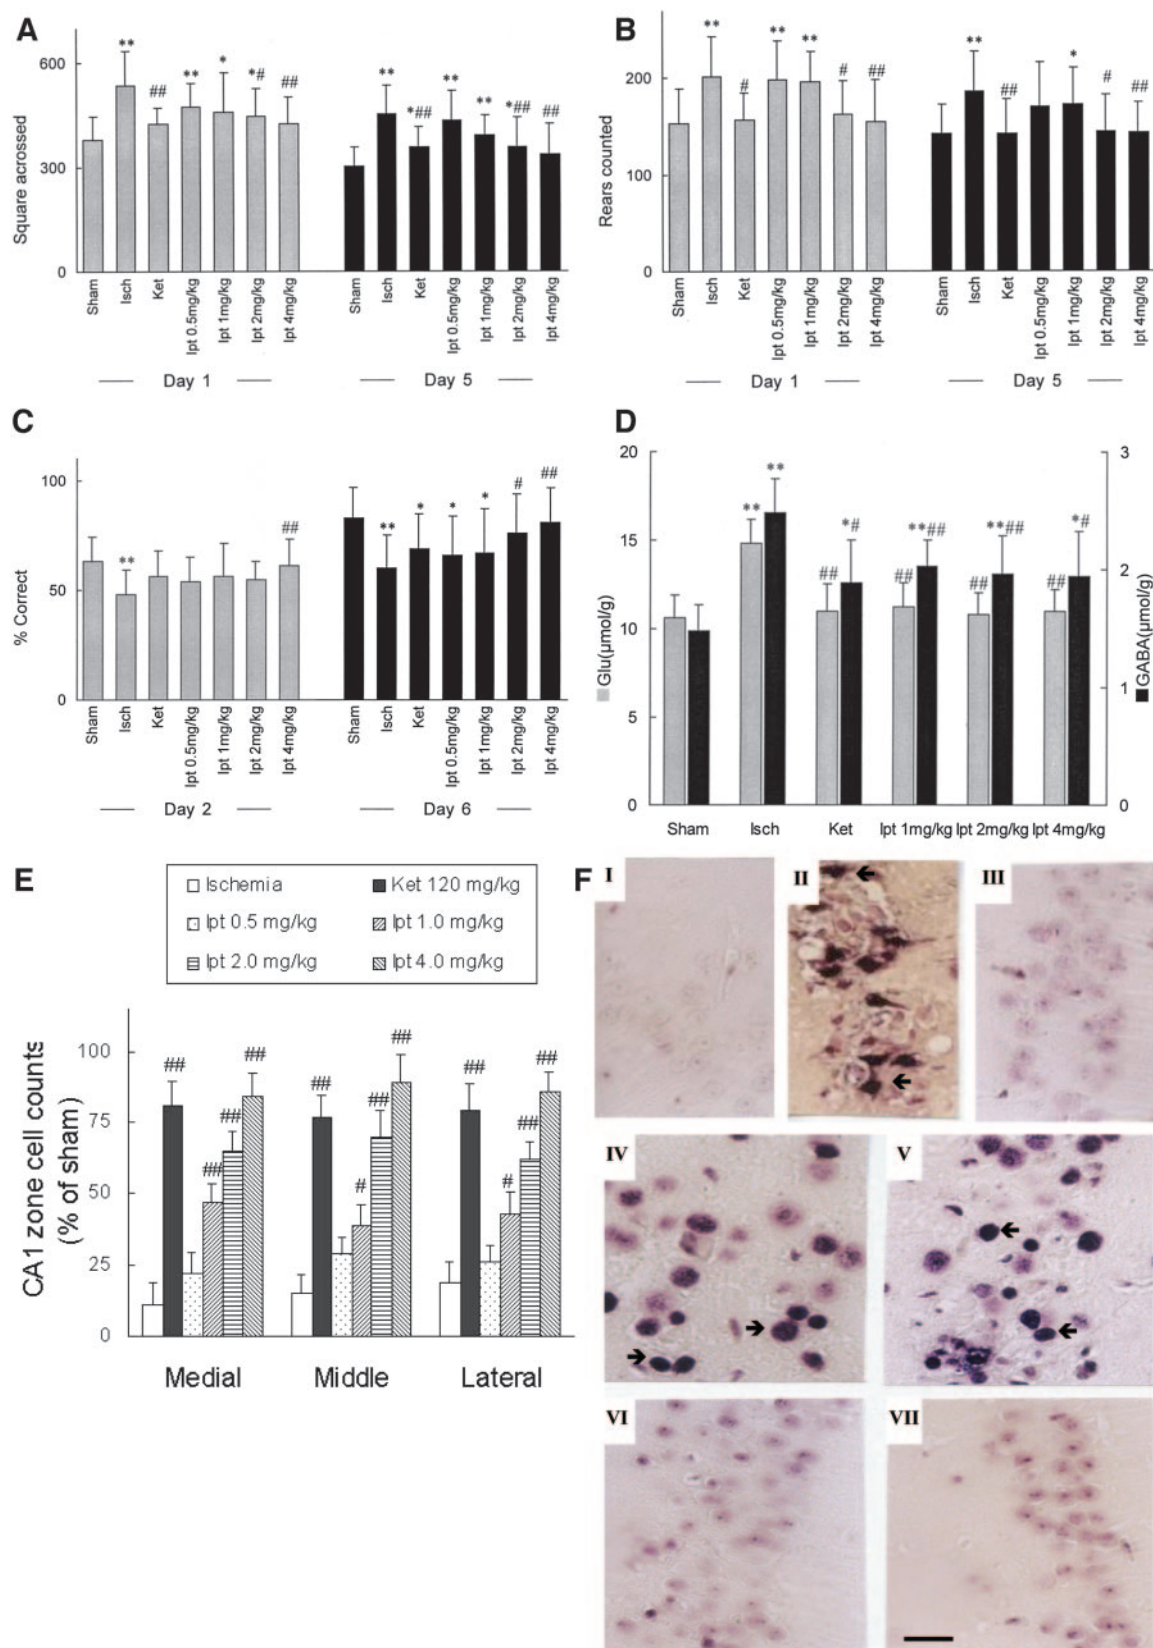 A
Square acrossed
600
300
0
** ## ** * *# ##
** *## ** ** *## ##
Sham Isch Ket Ipt 0.5mg/kg Ipt 1mg/kg Ipt 2mg/kg Ipt 4mg/kg
Sham Isch Ket Ipt 0.5mg/kg Ipt 1mg/kg Ipt 2mg/kg Ipt 4mg/kg
Day 1 Day 5
B
Rears counted
200
100
0
** # ** ** # ##
** ## * # ##
Sham Isch Ket Ipt 0.5mg/kg Ipt 1mg/kg Ipt 2mg/kg Ipt 4mg/kg
Sham Isch Ket Ipt 0.5mg/kg Ipt 1mg/kg Ipt 2mg/kg Ipt 4mg/kg
Day 1 Day 5
C
% Correct
100
50
0
** ##
** * * * # ##
Sham Isch Ket Ipt 0.5mg/kg Ipt 1mg/kg Ipt 2mg/kg Ipt 4mg/kg
Sham Isch Ket Ipt 0.5mg/kg Ipt 1mg/kg Ipt 2mg/kg Ipt 4mg/kg
Day 2 Day 6
D
Glu(μmol/g)
20
15
10
5
0
** ** ## *# ## **## ## **## ## *#
3
2
1
0
GABA(μmol/g)
Sham Isch Ket Ipt 1mg/kg Ipt 2mg/kg Ipt 4mg/kg
E
Ischemia Ket 120 mg/kg
Ipt 0.5 mg/kg Ipt 1.0 mg/kg
Ipt 2.0 mg/kg Ipt 4.0 mg/kg
CA1 zone cell counts
(% of sham)
100
75
50
25
0
## ## ## ##
## # ## ##
## # ## ##
Medial Middle Lateral
F
I II III
IV V
VI VII